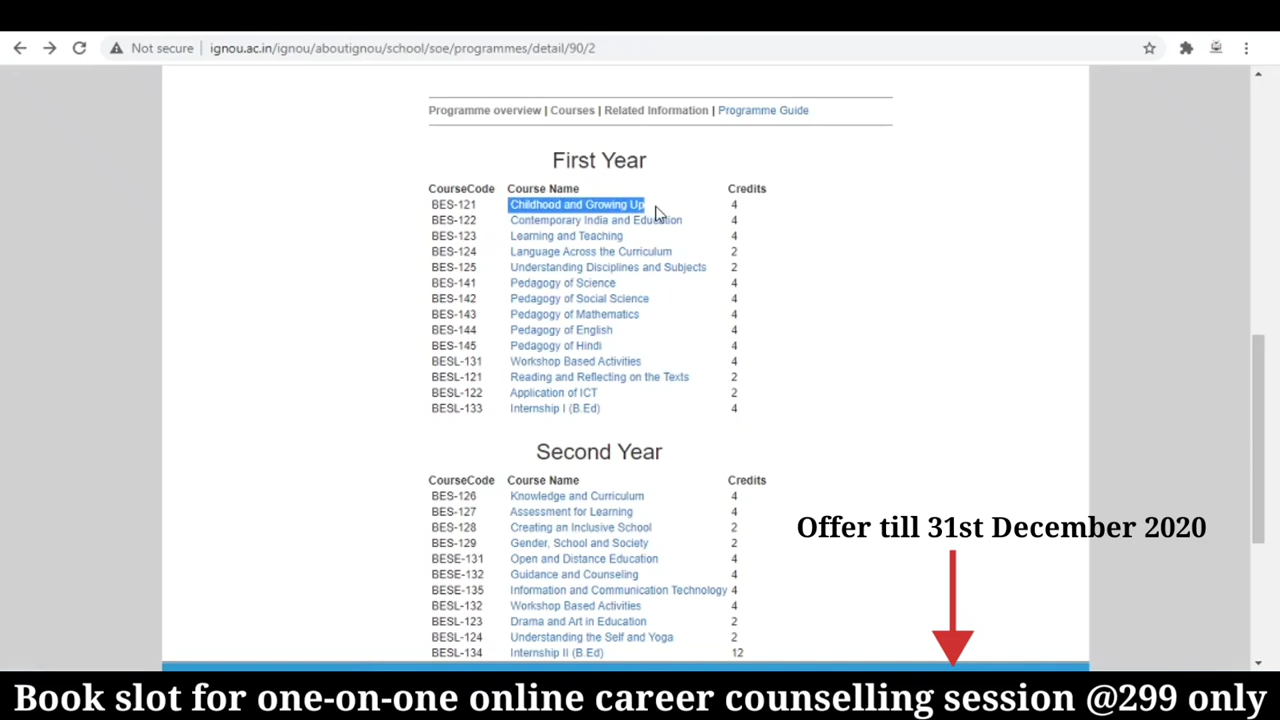 Not secure
ignou.ac.in/ignou/aboutignou/school/soe/programmes/detail/90/2
Programme overview | Courses | Related Information | Programme Guide
First Year
CourseCode Course Name Credits
BES-121 Childhood and Growing Up 4
BES-122 Contemporary India and Education 4
BES-123 Learning and Teaching 4
BES-124 Language Across the Curriculum 2
BES-125 Understanding Disciplines and Subjects 2
BES-141 Pedagogy of Science 4
BES-142 Pedagogy of Social Science 4
BES-143 Pedagogy of Mathematics 4
BES-144 Pedagogy of English 4
BES-145 Pedagogy of Hindi 4
BESL-131 Workshop Based Activities 4
BESL-121 Reading and Reflecting on the Texts 2
BESL-122 Application of ICT 2
BESL-133 Internship I (B.Ed) 4
Second Year
CourseCode Course Name Credits
BES-126 Knowledge and Curriculum 4
BES-127 Assessment for Learning 4
BES-128 Creating an Inclusive School 2
BES-129 Gender, School and Society 2
BESE-131 Open and Distance Education 4
BESE-132 Guidance and Counseling 4
BESE-135 Information and Communication Technology 4
BESL-132 Workshop Based Activities 4
BESL-123 Drama and Art in Education 2
BESL-124 Understanding the Self and Yoga 2
BESL-134 Internship II (B.Ed) 12
Offer till 31st December 2020
Book slot for one-on-one online career counselling session @299 only